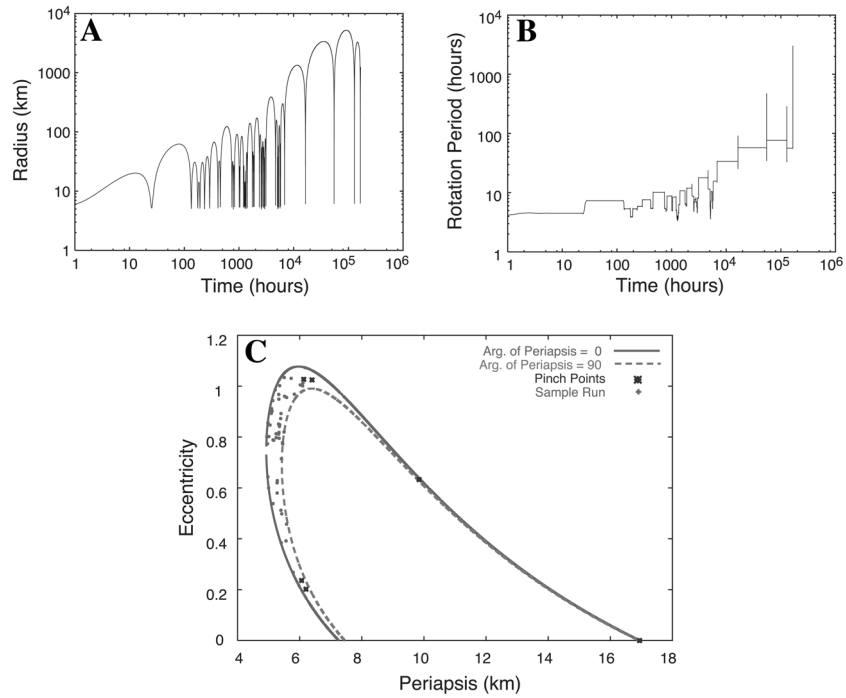 A
10^4
1000
100
10
1
Radius (km)
1 10 100 1000 10^4 10^5 10^6
Time (hours)
B
10^4
1000
100
10
1
Rotation Period (hours)
1 10 100 1000 10^4 10^5 10^6
Time (hours)
C
1.2
1
0.8
0.6
0.4
0.2
0
Eccentricity
Arg. of Periapsis = 0
Arg. of Periapsis = 90
Pinch Points
Sample Run
4 6 8 10 12 14 16 18
Periapsis (km)